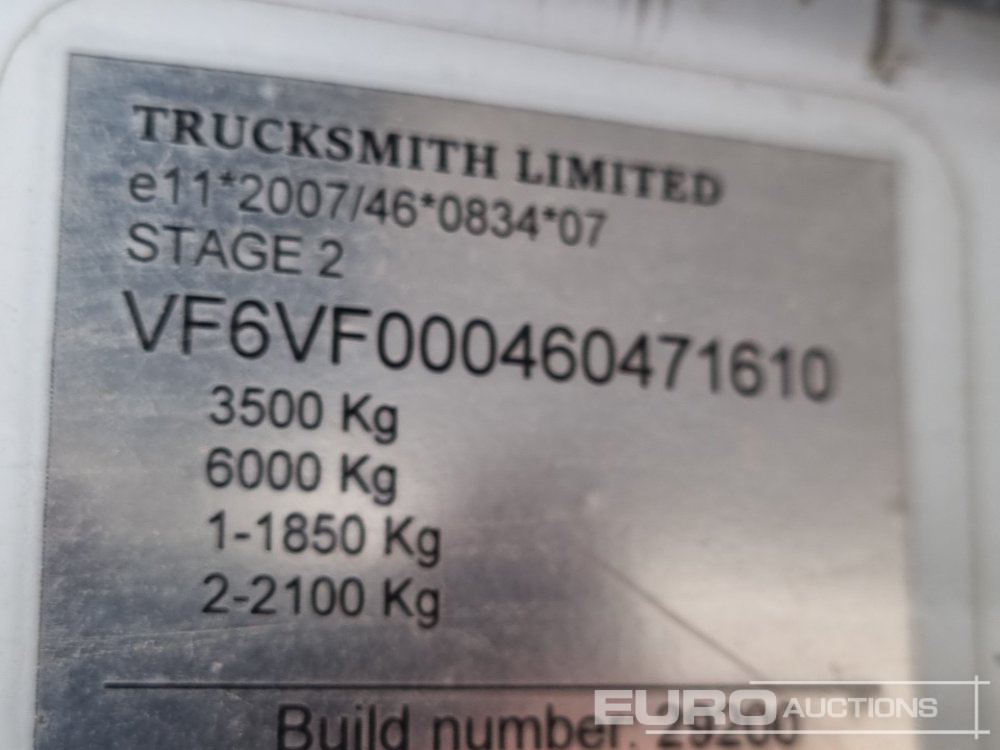 TRUCKSMITH LIMITED
e11*2007/46*0834*07
STAGE 2
VF6VF000460471610
3500 Kg
6000 Kg
1-1850 Kg
2-2100 Kg
Build number:
EURO AUCTIONS